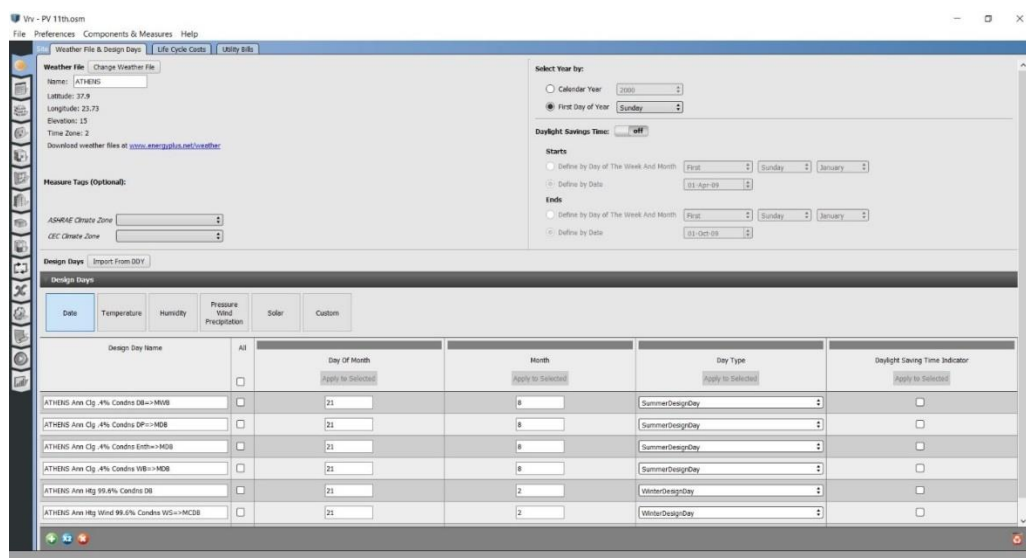 Vrv - PV 11th.osm
File Preferences Components & Measures Help
Site Weather File & Design Days Life Cycle Costs Utility Bills
Weather File Change Weather File
Name: ATHENS
Latitude: 37.9
Longitude: 23.73
Elevation: 15
Time Zone: 2
Download weather files at www.energyplus.net/weather
Measure Tags (Optional):
ASHRAE Climate Zone
CEC Climate Zone
Select Year by:
Calendar Year 2000
First Day of Year Sunday
Daylight Savings Time: off
Starts
Define by Day of The Week And Month First Sunday January
Define by Date 01-Apr-09
Ends
Define by Day of The Week And Month First Sunday January
Define by Date 01-Oct-09
Design Days Import From DDY
Design Days
Date Temperature Humidity Pressure Wind Precipitation Solar Custom
Design Day Name All Day Of Month Month Day Type Daylight Saving Time Indicator
Apply to Selected Apply to Selected Apply to Selected Apply to Selected
ATHENS Ann Clg .4% Condns DB=>MWB 21 8 SummerDesignDay
ATHENS Ann Clg .4% Condns DP=>MDB 21 8 SummerDesignDay
ATHENS Ann Clg .4% Condns Enth=>MDB 21 8 SummerDesignDay
ATHENS Ann Clg .4% Condns WB=>MDB 21 8 SummerDesignDay
ATHENS Ann Htg 99.6% Condns DB 21 2 WinterDesignDay
ATHENS Ann Htg Wind 99.6% Condns WS=>MCDB 21 2 WinterDesignDay
x2